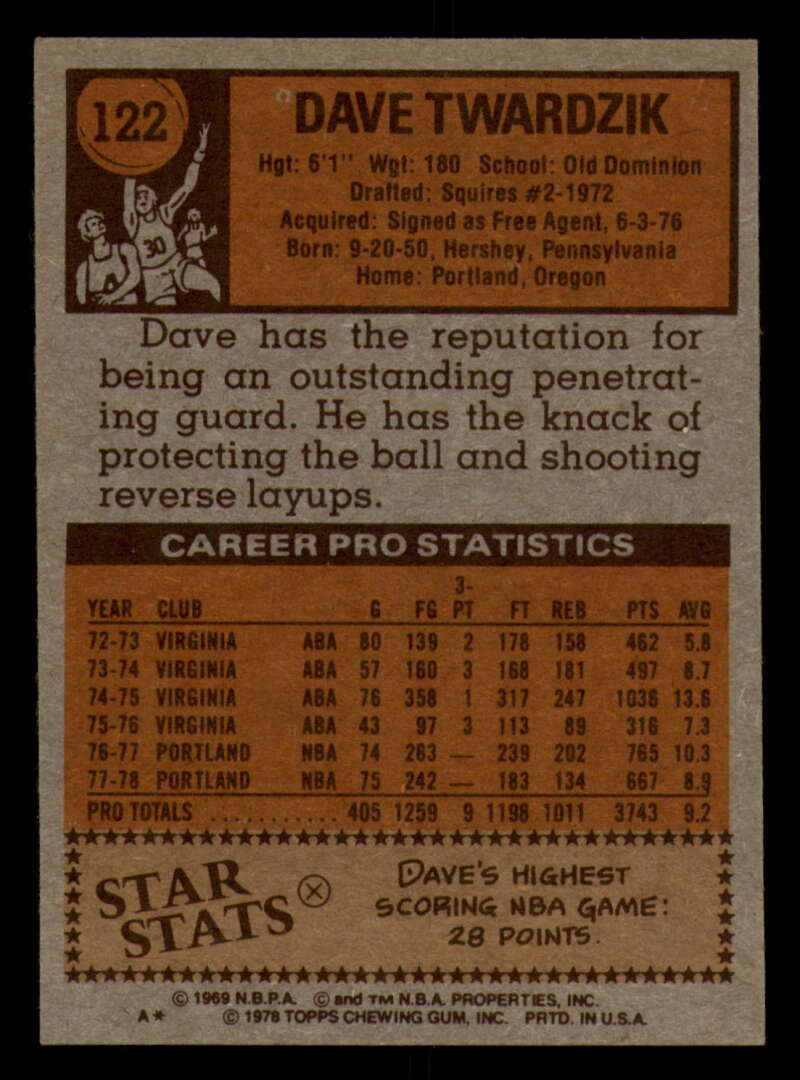 122
DAVE TWARDZIK
Hgt: 6'1" Wgt: 180 School: Old Dominion
Drafted: Squires #2-1972
Acquired: Signed as Free Agent, 6-3-76
Born: 9-20-50, Hershey, Pennsylvania
Home: Portland, Oregon
30
Dave has the reputation for
being an outstanding penetrat-
ing guard. He has the knack of
protecting the ball and shooting
reverse layups.
CAREER PRO STATISTICS
3-
YEAR CLUB G FG PT FT REB PTS AVG
72-73 VIRGINIA ABA 80 139 2 178 158 462 5.8
73-74 VIRGINIA ABA 57 160 3 168 181 497 8.7
74-75 VIRGINIA ABA 76 358 1 317 247 1036 13.6
75-76 VIRGINIA ABA 43 97 3 113 89 316 7.3
76-77 PORTLAND NBA 74 263 — 239 202 765 10.3
77-78 PORTLAND NBA 75 242 — 183 134 667 8.9
PRO TOTALS ........... 405 1259 9 1198 1011 3743 9.2
STAR
STATS
DAVE'S HIGHEST
SCORING NBA GAME:
28 POINTS.
© 1969 N.B.P.A. © and TM N.B.A. PROPERTIES, INC.
A* © 1978 TOPPS CHEWING GUM, INC. PRTD. IN U.S.A.